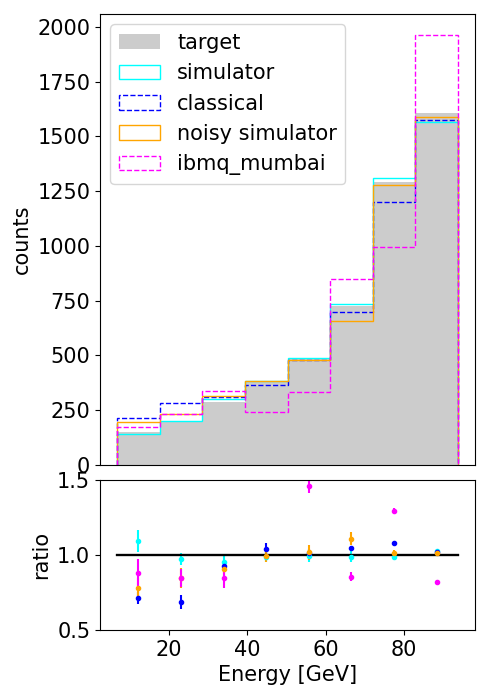 2000
1750
1500
1250
1000
750
500
250
0
counts
target
simulator
classical
noisy simulator
ibmq_mumbai
1.5
1.0
0.5
ratio
20 40 60 80
Energy [GeV]